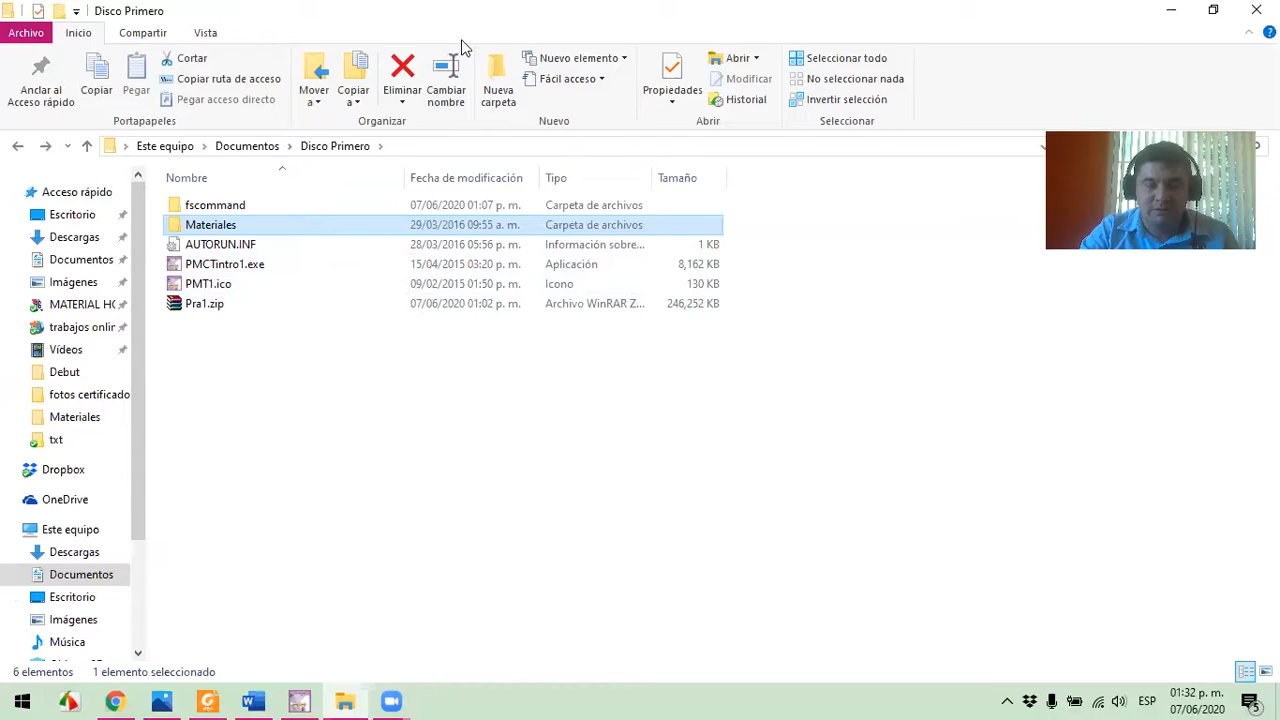 Disco Primero
Archivo Inicio Compartir Vista
Anclar al Acceso rápido
Copiar
Pegar
Cortar
Copiar ruta de acceso
Pegar acceso directo
Portapapeles
Mover a
Copiar a
Eliminar
Cambiar nombre
Organizar
Nueva carpeta
Nuevo elemento
Fácil acceso
Nuevo
Propiedades
Abrir
Modificar
Historial
Abrir
Seleccionar todo
No seleccionar nada
Invertir selección
Seleccionar
Este equipo > Documentos > Disco Primero >
Nombre Fecha de modificación Tipo Tamaño
fscommand 07/06/2020 01:07 p. m. Carpeta de archivos
Materiales 29/03/2016 09:55 a. m. Carpeta de archivos
AUTORUN.INF 28/03/2016 05:56 p. m. Información sobre... 1 KB
PMCTintro1.exe 15/04/2015 03:20 p. m. Aplicación 8,162 KB
PMT1.ico 09/02/2015 01:50 p. m. Icono 130 KB
Pra1.zip 07/06/2020 01:02 p. m. Archivo WinRAR Z... 246,252 KB
Acceso rápido
Escritorio
Descargas
Documentos
Imágenes
MATERIAL HO
trabajos onlir
Vídeos
Debut
fotos certificado
Materiales
txt
Dropbox
OneDrive
Este equipo
Descargas
Documentos
Escritorio
Imágenes
Música
6 elementos 1 elemento seleccionado
ESP
01:32 p. m.
07/06/2020
5